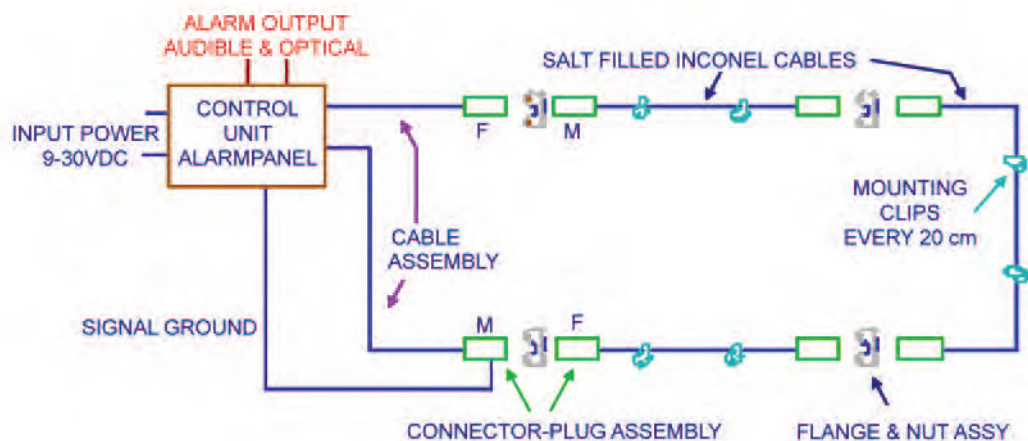 ALARM OUTPUT
AUDIBLE & OPTICAL
SALT FILLED INCONEL CABLES
CONTROL
UNIT
ALARMPANEL
INPUT POWER
9-30VDC
F
M
MOUNTING
CLIPS
EVERY 20 cm
CABLE
ASSEMBLY
SIGNAL GROUND
M
F
CONNECTOR-PLUG ASSEMBLY
FLANGE & NUT ASSY.